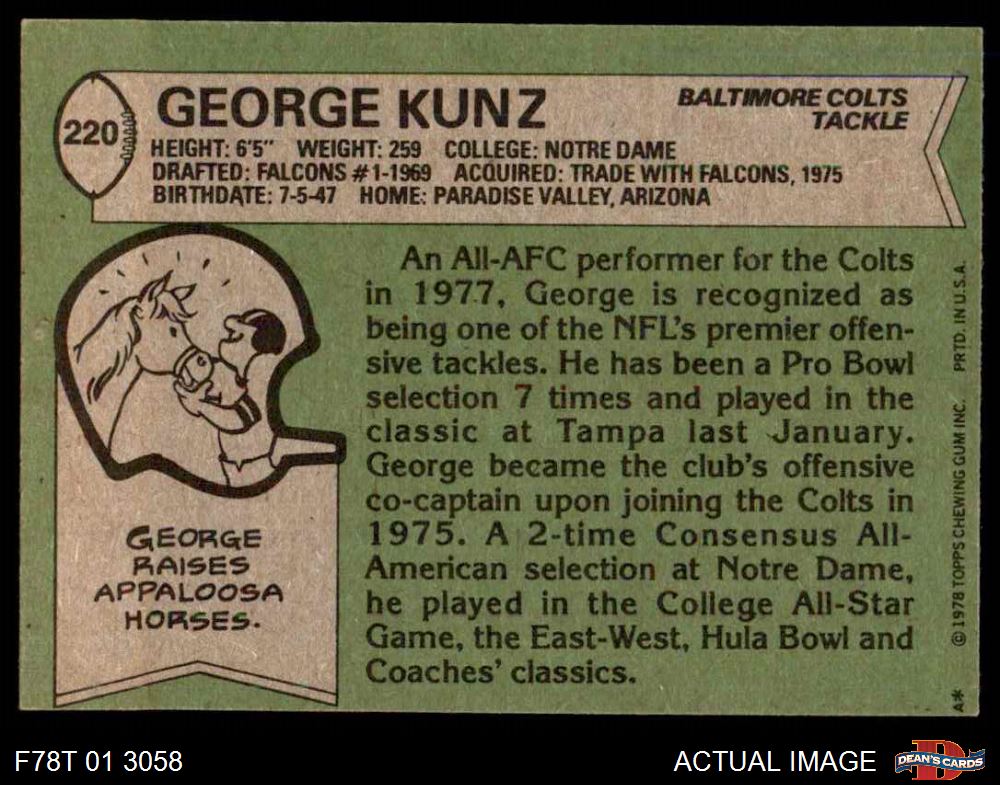 220
GEORGE KUNZ
BALTIMORE COLTS
TACKLE
HEIGHT: 6'5" WEIGHT: 259 COLLEGE: NOTRE DAME
DRAFTED: FALCONS #1-1969 ACQUIRED: TRADE WITH FALCONS, 1975
BIRTHDATE: 7-5-47 HOME: PARADISE VALLEY, ARIZONA
GEORGE
RAISES
APPALOOSA
HORSES.
An All-AFC performer for the Colts
in 1977, George is recognized as
being one of the NFL's premier offen-
sive tackles. He has been a Pro Bowl
selection 7 times and played in the
classic at Tampa last January.
George became the club's offensive
co-captain upon joining the Colts in
1975. A 2-time Consensus All-
American selection at Notre Dame,
he played in the College All-Star
Game, the East-West, Hula Bowl and
Coaches' classics.
A* © 1978 TOPPS CHEWING GUM INC. PRTD. IN U.S.A.
F78T 01 3058
ACTUAL IMAGE
D
DEAN'S CARDS